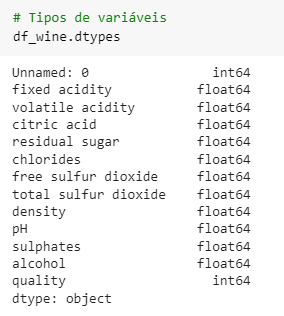 # Tipos de variáveis
df_wine.dtypes
Unnamed: 0 int64
fixed acidity float64
volatile acidity float64
citric acid float64
residual sugar float64
chlorides float64
free sulfur dioxide float64
total sulfur dioxide float64
density float64
pH float64
sulphates float64
alcohol float64
quality int64
dtype: object